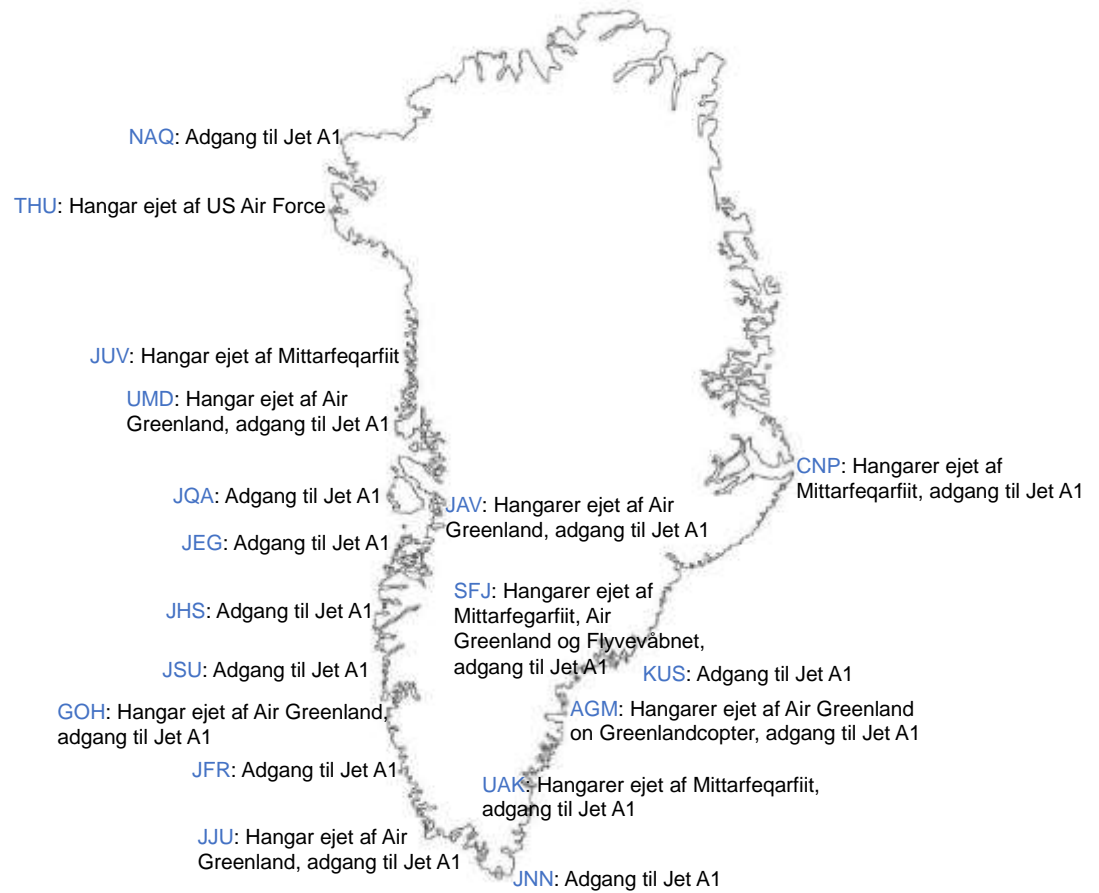 NAQ: Adgang til Jet A1
THU: Hangar ejet af US Air Force
JUV: Hangar ejet af Mittarfeqarfiit
UMD: Hangar ejet af Air
Greenland, adgang til Jet A1
CNP: Hangarer ejet af
Mittarfeqarfiit, adgang til Jet A1
JQA: Adgang til Jet A1
JAV: Hangarer ejet af Air
Greenland, adgang til Jet A1
JEG: Adgang til Jet A1
SFJ: Hangarer ejet af
Mittarfegarfiit, Air
Greenland og Flyvevåbnet,
adgang til Jet A1
JHS: Adgang til Jet A1
JSU: Adgang til Jet A1
KUS: Adgang til Jet A1
GOH: Hangar ejet af Air Greenland,
adgang til Jet A1
AGM: Hangarer ejet af Air Greenland
on Greenlandcopter, adgang til Jet A1
JFR: Adgang til Jet A1
UAK: Hangarer ejet af Mittarfeqarfiit,
adgang til Jet A1
JJU: Hangar ejet af Air
Greenland, adgang til Jet A1
JNN: Adgang til Jet A1